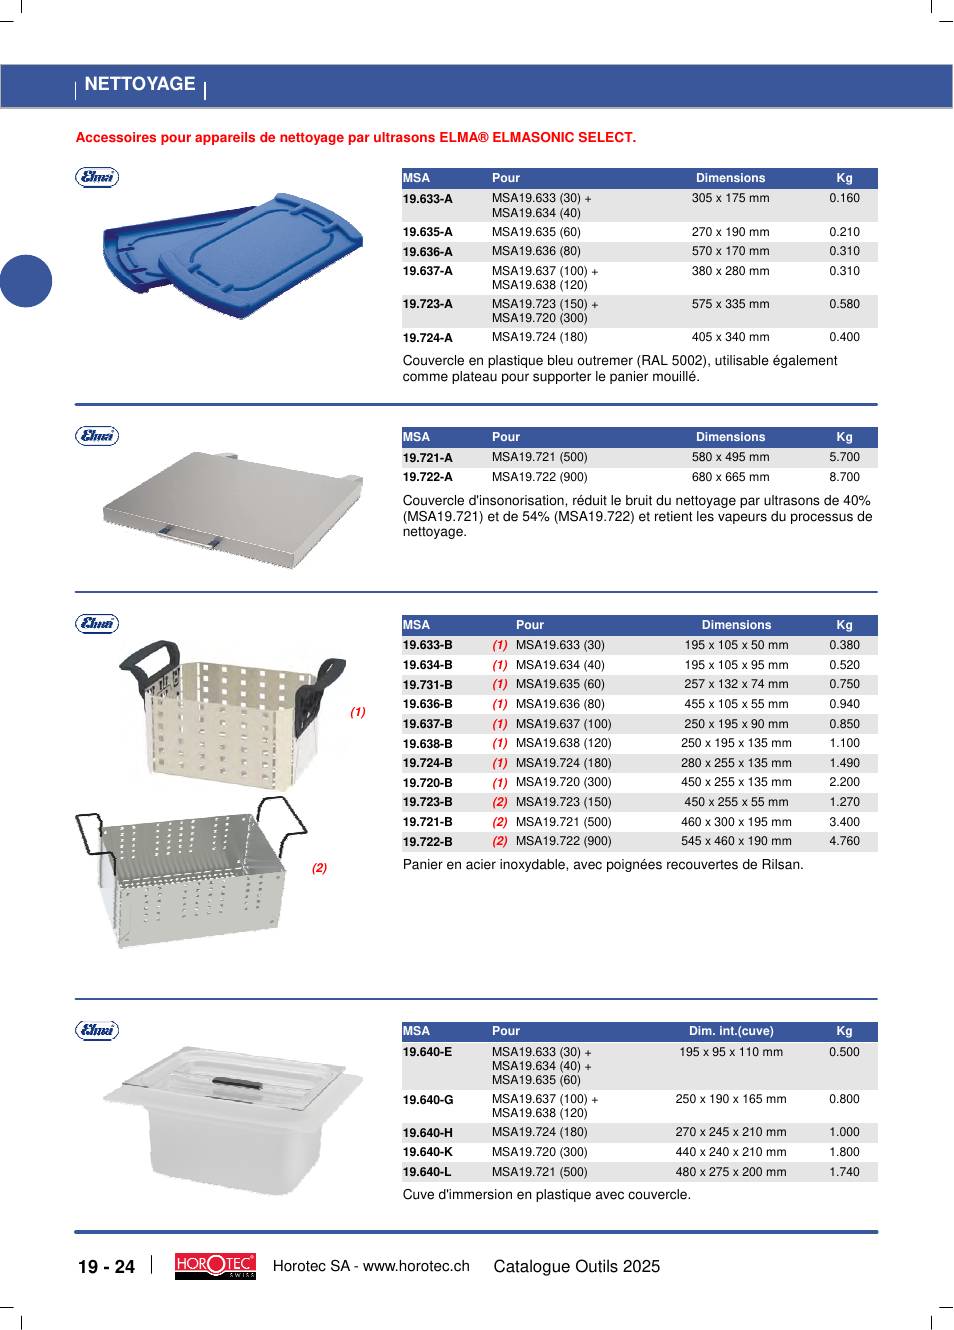 NETTOYAGE
Accessoires pour appareils de nettoyage par ultrasons ELMA® ELMASONIC SELECT.
Elma®
MSA Pour Dimensions Kg
19.633-A MSA19.633 (30) + 305 x 175 mm 0.160
MSA19.634 (40)
19.635-A MSA19.635 (60) 270 x 190 mm 0.210
19.636-A MSA19.636 (80) 570 x 170 mm 0.310
19.637-A MSA19.637 (100) + 380 x 280 mm 0.310
MSA19.638 (120)
19.723-A MSA19.723 (150) + 575 x 335 mm 0.580
MSA19.720 (300)
19.724-A MSA19.724 (180) 405 x 340 mm 0.400
Couvercle en plastique bleu outremer (RAL 5002), utilisable également
comme plateau pour supporter le panier mouillé.
Elma®
MSA Pour Dimensions Kg
19.721-A MSA19.721 (500) 580 x 495 mm 5.700
19.722-A MSA19.722 (900) 680 x 665 mm 8.700
Couvercle d'insonorisation, réduit le bruit du nettoyage par ultrasons de 40%
(MSA19.721) et de 54% (MSA19.722) et retient les vapeurs du processus de
nettoyage.
Elma®
(1)
(2)
MSA Pour Dimensions Kg
19.633-B (1) MSA19.633 (30) 195 x 105 x 50 mm 0.380
19.634-B (1) MSA19.634 (40) 195 x 105 x 95 mm 0.520
19.731-B (1) MSA19.635 (60) 257 x 132 x 74 mm 0.750
19.636-B (1) MSA19.636 (80) 455 x 105 x 55 mm 0.940
19.637-B (1) MSA19.637 (100) 250 x 195 x 90 mm 0.850
19.638-B (1) MSA19.638 (120) 250 x 195 x 135 mm 1.100
19.724-B (1) MSA19.724 (180) 280 x 255 x 135 mm 1.490
19.720-B (1) MSA19.720 (300) 450 x 255 x 135 mm 2.200
19.723-B (2) MSA19.723 (150) 450 x 255 x 55 mm 1.270
19.721-B (2) MSA19.721 (500) 460 x 300 x 195 mm 3.400
19.722-B (2) MSA19.722 (900) 545 x 460 x 190 mm 4.760
Panier en acier inoxydable, avec poignées recouvertes de Rilsan.
Elma®
MSA Pour Dim. int.(cuve) Kg
19.640-E MSA19.633 (30) + 195 x 95 x 110 mm 0.500
MSA19.634 (40) +
MSA19.635 (60)
19.640-G MSA19.637 (100) + 250 x 190 x 165 mm 0.800
MSA19.638 (120)
19.640-H MSA19.724 (180) 270 x 245 x 210 mm 1.000
19.640-K MSA19.720 (300) 440 x 240 x 210 mm 1.800
19.640-L MSA19.721 (500) 480 x 275 x 200 mm 1.740
Cuve d'immersion en plastique avec couvercle.
19 - 24 HOROTEC® SWISS Horotec SA - www.horotec.ch Catalogue Outils 2025